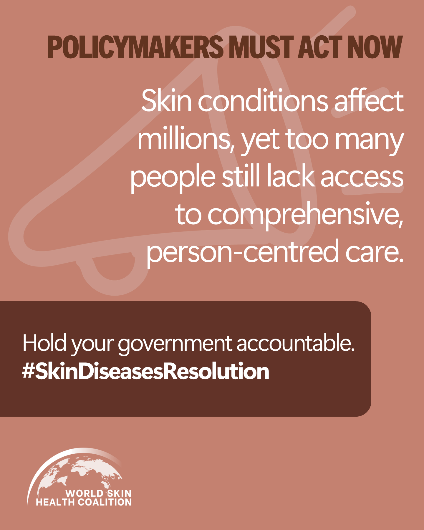 POLICYMAKERS MUST ACT NOW
Skin conditions affect
millions, yet too many
people still lack access
to comprehensive,
person-centred care.
Hold your government accountable.
#SkinDiseasesResolution
WORLD SKIN
HEALTH COALITION